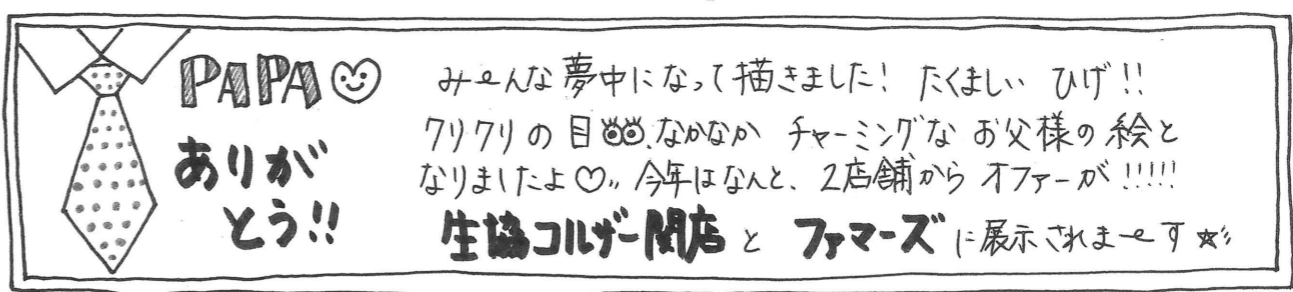 PAPA♡
ありが
とう!!
み〜んな夢中になって描きました! たくましい ひげ!!
クリクリの目 、なかなか チャーミングな お父様の絵と
なりましたよ♡〃 今年はなんと、2店舗から オファーが!!!!!
生協コルザー関店 と ファマーズ に展示されま〜す☆